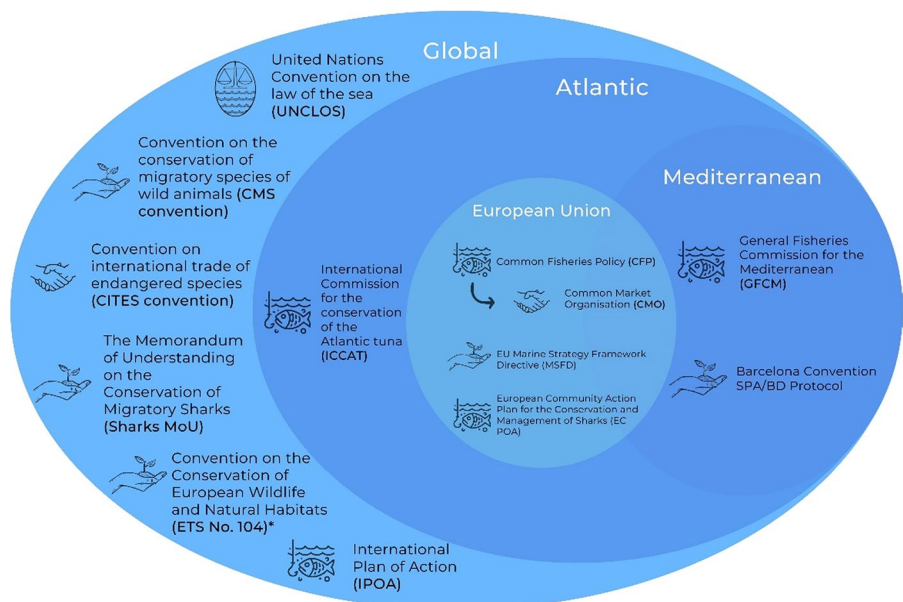 Global
United Nations
Convention on the
law of the sea
(UNCLOS)
Convention on the
conservation of
migratory species of
wild animals (CMS
convention)
Convention on
international trade of
endangered species
(CITES convention)
The Memorandum
of Understanding
on the
Conservation of
Migratory Sharks
(Sharks MoU)
Convention on the
Conservation of
European Wildlife
and Natural Habitats
(ETS No. 104)*
International
Plan of Action
(IPOA)
Atlantic
International
Commission
for the
conservation
of the
Atlantic tuna
(ICCAT)
European Union
Common Fisheries Policy (CFP)
Common Market
Organisation (CMO)
EU Marine Strategy Framework
Directive (MSFD)
European Community Action
Plan for the Conservation and
Management of Sharks (EC
POA)
Mediterranean
General Fisheries
Commission for the
Mediterranean
(GFCM)
Barcelona Convention
SPA/BD Protocol